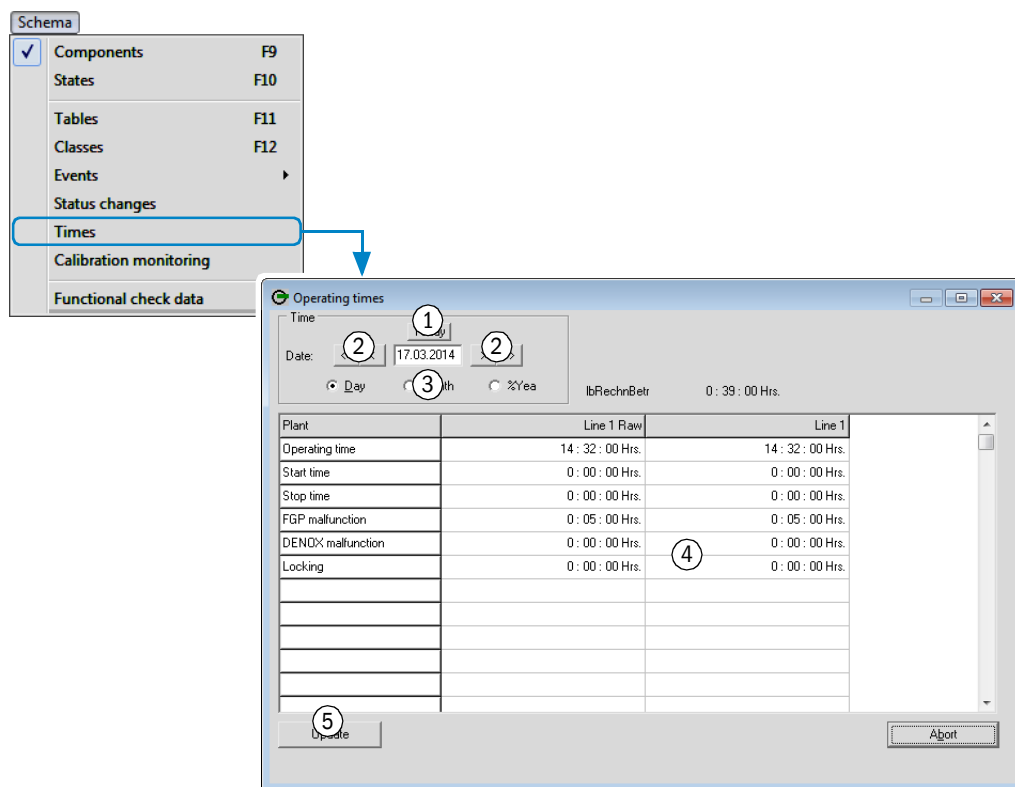 Schema
Components F9
States F10
Tables F11
Classes F12
Events
Status changes
Times
Calibration monitoring
Functional check data
Operating times
Time
1
2
2
Date: 17.03.2014
Day
3
%Yea
lbRechnBetr 0 : 39 : 00 Hrs.
Plant Line 1 Raw Line 1
Operating time 14 : 32 : 00 Hrs. 14 : 32 : 00 Hrs.
Start time 0 : 00 : 00 Hrs. 0 : 00 : 00 Hrs.
Stop time 0 : 00 : 00 Hrs. 0 : 00 : 00 Hrs.
FGP malfunction 0 : 05 : 00 Hrs. 0 : 05 : 00 Hrs.
DENOX malfunction 0 : 00 : 00 Hrs. 0 : 00 : 00 Hrs.
4
Locking 0 : 00 : 00 Hrs. 0 : 00 : 00 Hrs.
5
Update Abort